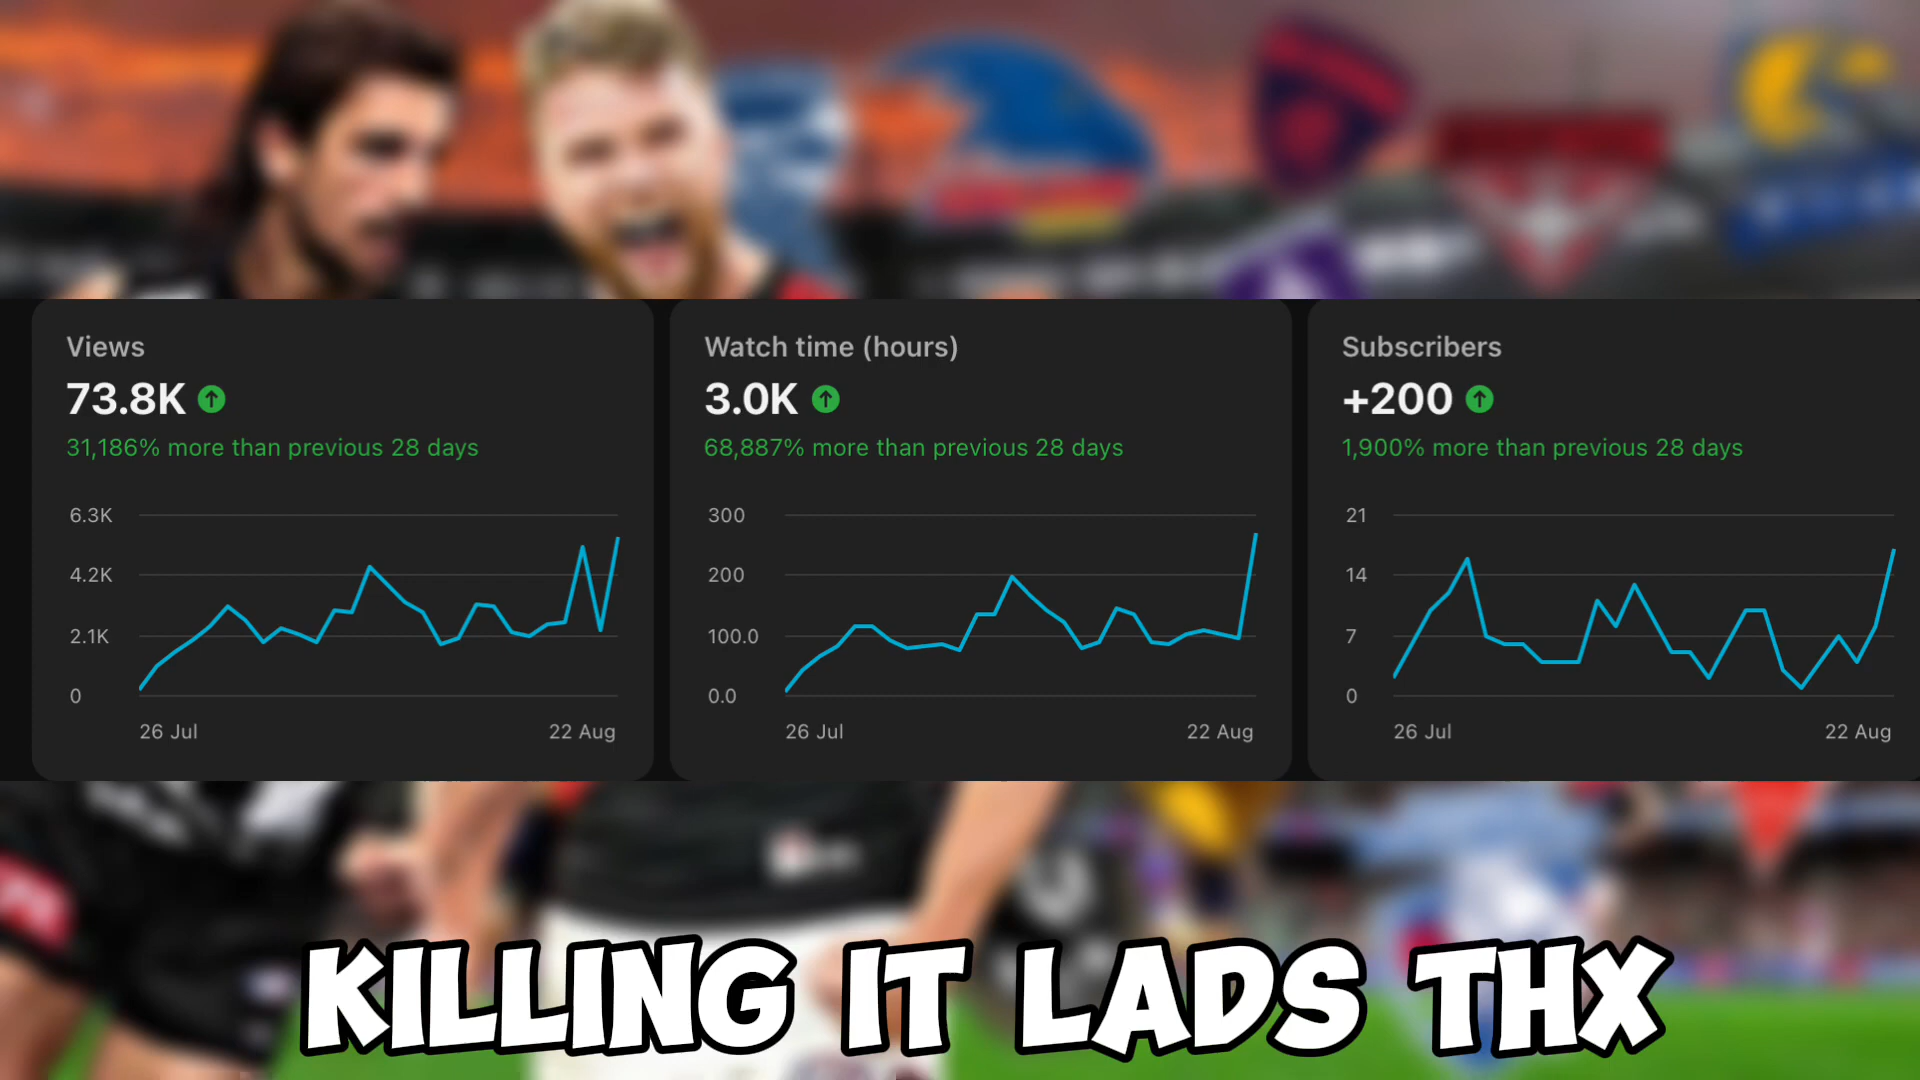 Views
73.8K
31,186% more than previous 28 days
6.3K
4.2K
2.1K
0
26 Jul
22 Aug
Watch time (hours)
3.0K
68,887% more than previous 28 days
300
200
100.0
0.0
26 Jul
22 Aug
Subscribers
+200
1,900% more than previous 28 days
21
14
7
0
26 Jul
22 Aug
KILLING IT LADS THX